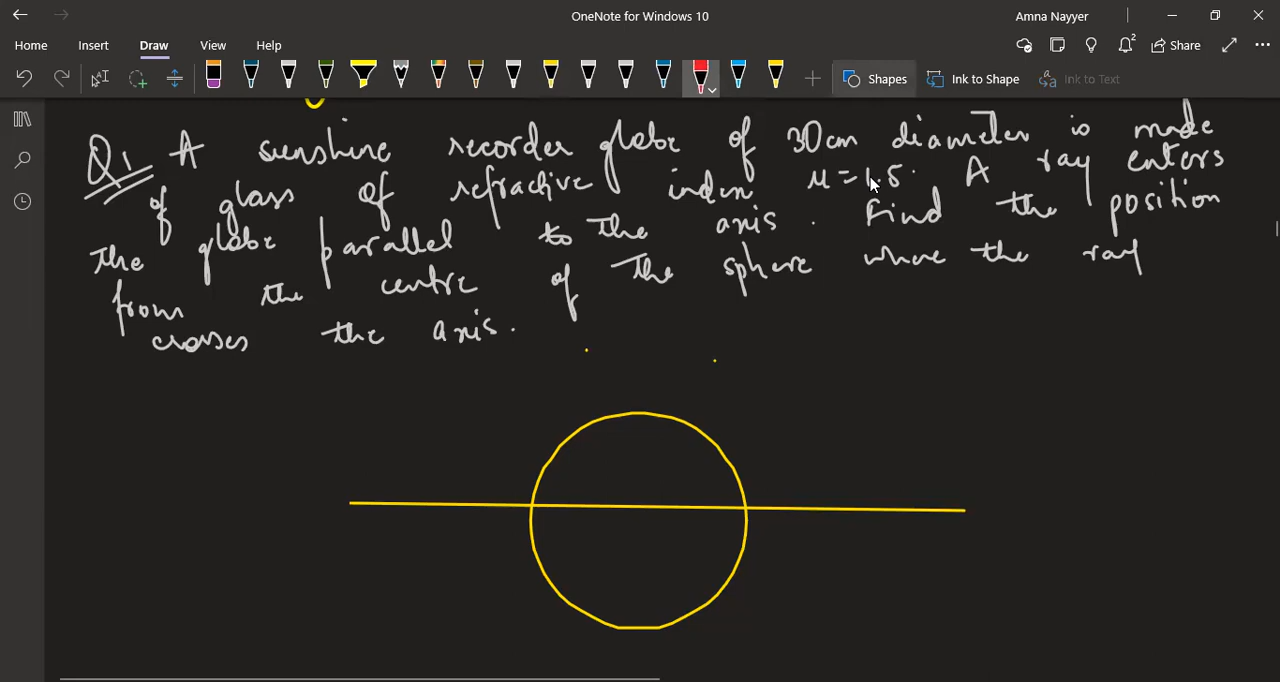 OneNote for Windows 10
Amna Nayyer
Home Insert Draw View Help
Share
Shapes
Ink to Shape
Ink to Text
Q1 A sunshine recorder globe of 30cm diameter is made
of glass of refractive index μ = 1.5. A ray enters
the globe parallel to the axis. Find the position
from the centre of the sphere where the ray
crosses the axis.